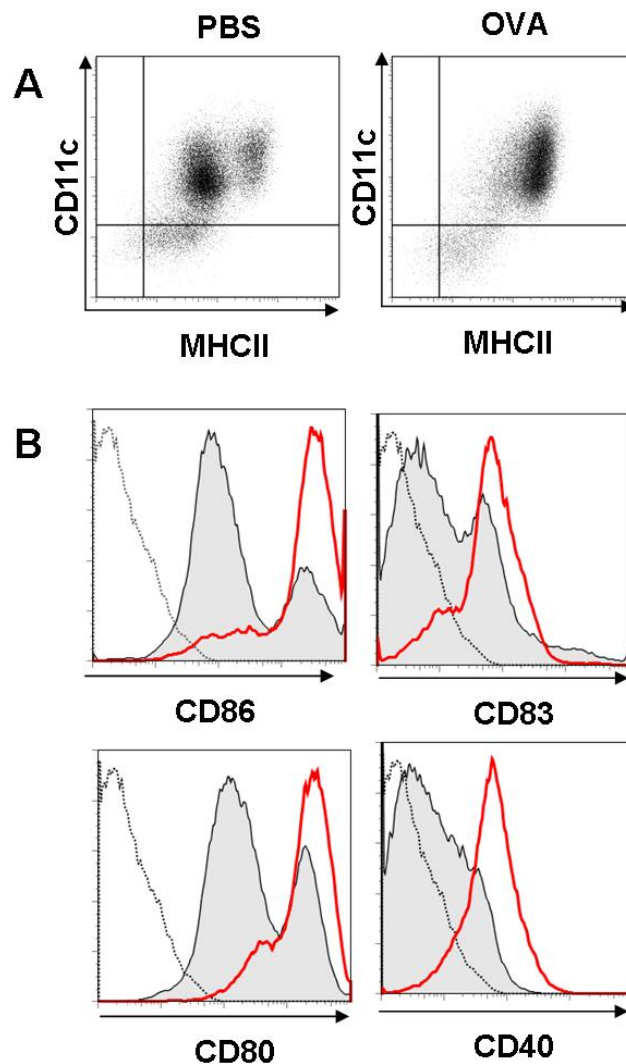 PBS OVA
A
CD11c CD11c
MHCII MHCII
B
CD86 CD83
CD80 CD40